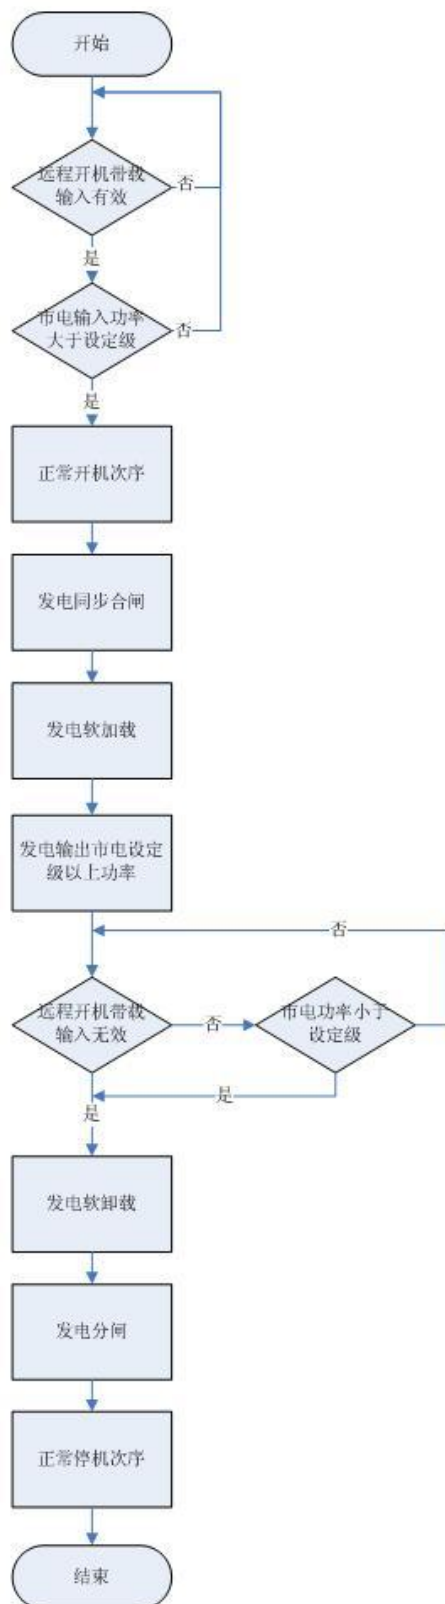 开始
远程开机带载
输入有效
否
是
市电输入功率
大于设定级
否
是
正常开机次序
发电同步合闸
发电软加载
发电输出市电设定
级以上功率
否
远程开机带载
输入无效
否
市电功率小于
设定级
是
是
发电软卸载
发电分闸
正常停机次序
结束